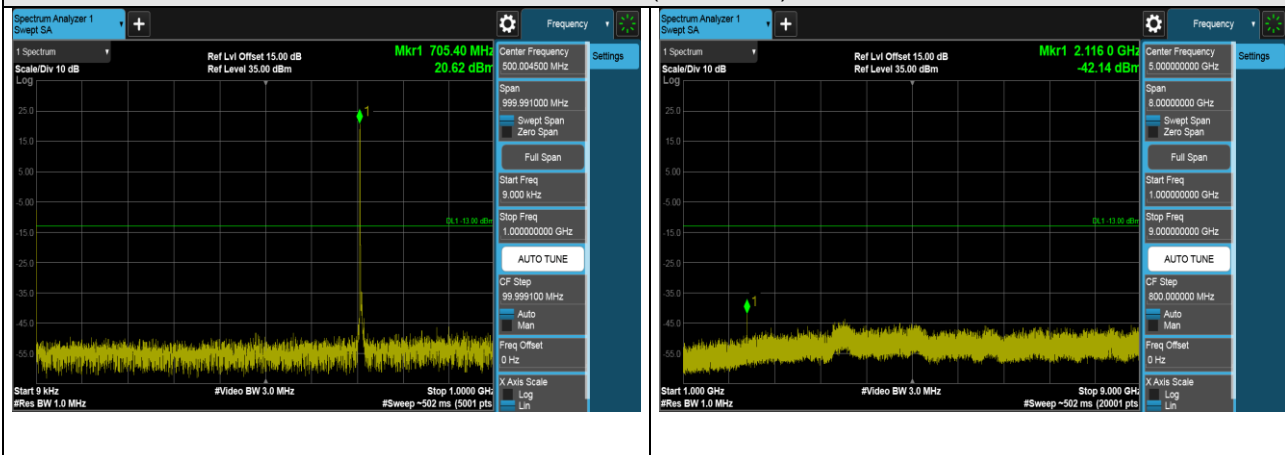 Spectrum Analyzer 1
Swept SA
+
Frequency
1 Spectrum
Scale/Div 10 dB
Log
Ref Lvl Offset 15.00 dB
Ref Level 35.00 dBm
Mkr1 705.40 MHz
20.62 dBm
1
25.0
15.0
5.00
-5.00
-15.0
-25.0
-35.0
-45.0
-55.0
DL1 -13.00 dBm
Start 9 kHz
#Res BW 1.0 MHz
#Video BW 3.0 MHz
Stop 1.0000 GHz
#Sweep ~502 ms (5001 pts
Center Frequency
500.004500 MHz
Settings
Span
999.991000 MHz
Swept Span
Zero Span
Full Span
Start Freq
9.000 kHz
Stop Freq
1.000000000 GHz
AUTO TUNE
CF Step
99.999100 MHz
Auto
Man
Freq Offset
0 Hz
X Axis Scale
Log
Lin
Spectrum Analyzer 1
Swept SA
+
Frequency
1 Spectrum
Scale/Div 10 dB
Log
Ref Lvl Offset 15.00 dB
Ref Level 35.00 dBm
Mkr1 2.116 0 GHz
-42.14 dBm
1
25.0
15.0
5.00
-5.00
-15.0
-25.0
-35.0
-45.0
-55.0
DL1 -13.00 dBm
Start 1.000 GHz
#Res BW 1.0 MHz
#Video BW 3.0 MHz
Stop 9.000 GHz
#Sweep ~502 ms (20001 pts
Center Frequency
5.000000000 GHz
Settings
Span
8.00000000 GHz
Swept Span
Zero Span
Full Span
Start Freq
1.000000000 GHz
Stop Freq
9.000000000 GHz
AUTO TUNE
CF Step
800.000000 MHz
Auto
Man
Freq Offset
0 Hz
X Axis Scale
Log
Lin